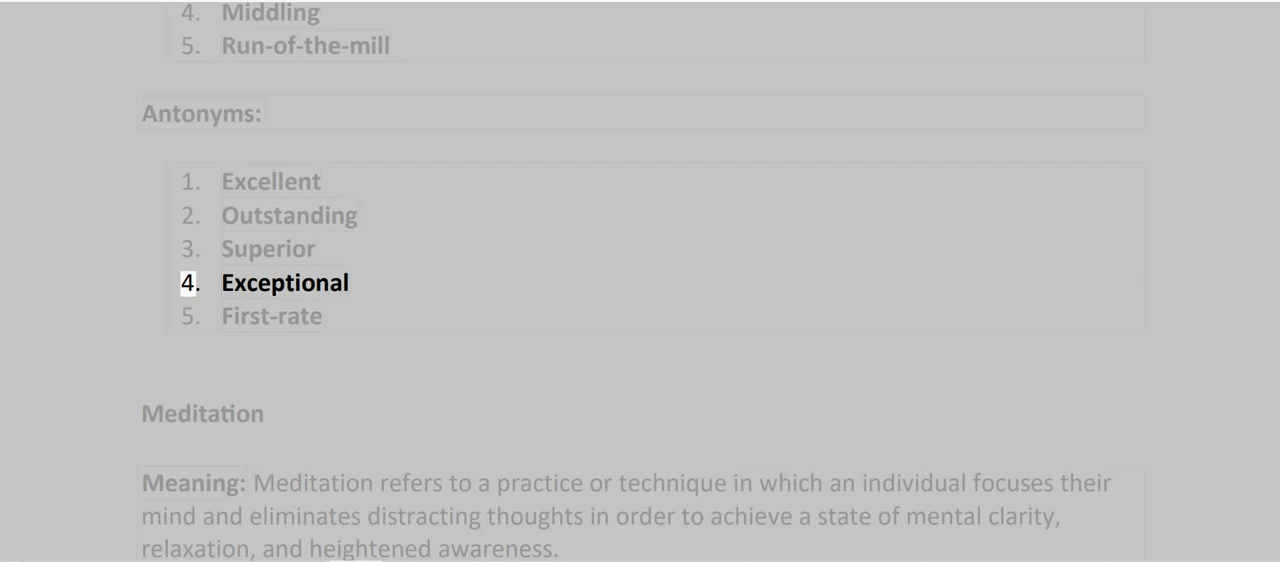 4. Middling
5. Run-of-the-mill
Antonyms:
1. Excellent
2. Outstanding
3. Superior
4. Exceptional
5. First-rate
Meditation
Meaning: Meditation refers to a practice or technique in which an individual focuses their
mind and eliminates distracting thoughts in order to achieve a state of mental clarity,
relaxation, and heightened awareness.